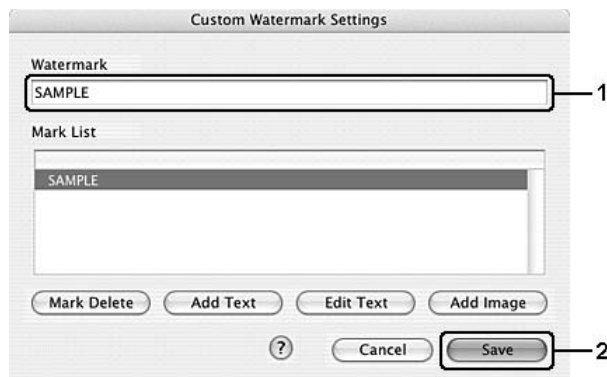 Custom Watermark Settings
Watermark
SAMPLE
1
Mark List
SAMPLE
Mark Delete Add Text Edit Text Add Image
? Cancel Save 2